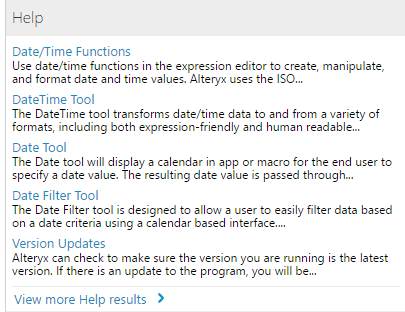 Help
Date/Time Functions
Use date/time functions in the expression editor to create, manipulate,
and format date and time values. Alteryx uses the ISO...
DateTime Tool
The DateTime tool transforms date/time data to and from a variety of
formats, including both expression-friendly and human readable...
Date Tool
The Date tool will display a calendar in app or macro for the end user to
specify a date value. The resulting date value is passed through...
Date Filter Tool
The Date Filter tool is designed to allow a user to easily filter data based
on a date criteria using a calendar based interface....
Version Updates
Alteryx can check to make sure the version you are running is the latest
version. If there is an update to the program, you will be...
View more Help results